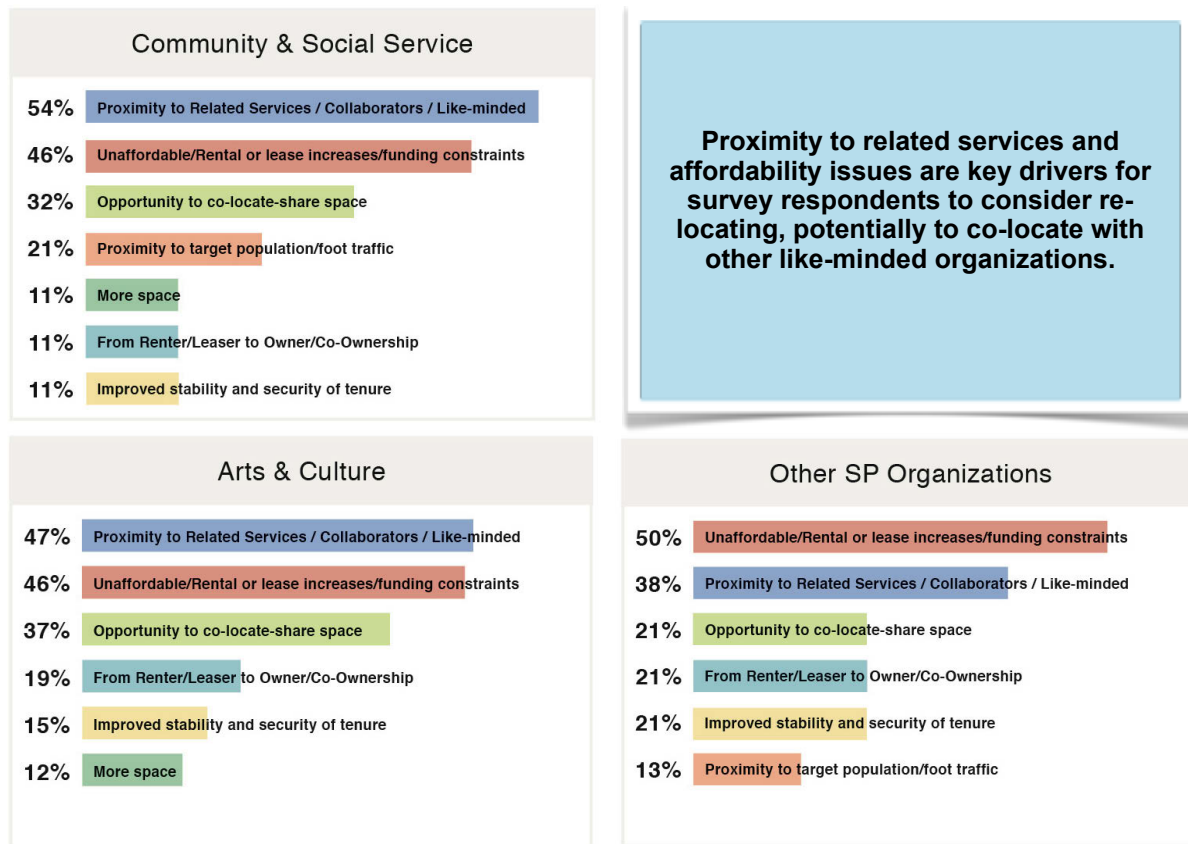 Community & Social Service
54% Proximity to Related Services / Collaborators / Like-minded
46% Unaffordable/Rental or lease increases/funding constraints
32% Opportunity to co-locate-share space
21% Proximity to target population/foot traffic
11% More space
11% From Renter/Leaser to Owner/Co-Ownership
11% Improved stability and security of tenure
Proximity to related services and
affordability issues are key drivers for
survey respondents to consider re-
locating, potentially to co-locate with
other like-minded organizations.
Arts & Culture
47% Proximity to Related Services / Collaborators / Like-minded
46% Unaffordable/Rental or lease increases/funding constraints
37% Opportunity to co-locate-share space
19% From Renter/Leaser to Owner/Co-Ownership
15% Improved stability and security of tenure
12% More space
Other SP Organizations
50% Unaffordable/Rental or lease increases/funding constraints
38% Proximity to Related Services / Collaborators / Like-minded
21% Opportunity to co-locate-share space
21% From Renter/Leaser to Owner/Co-Ownership
21% Improved stability and security of tenure
13% Proximity to target population/foot traffic